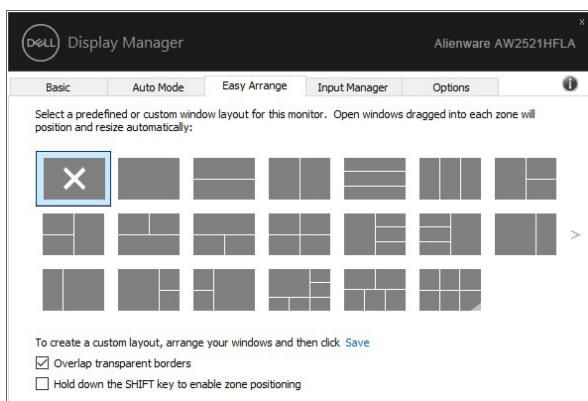 DELL Display Manager
Alienware AW2521HFLA
Basic
Auto Mode
Easy Arrange
Input Manager
Options
Select a predefined or custom window layout for this monitor. Open windows dragged into each zone will
position and resize automatically:
To create a custom layout, arrange your windows and then click Save
Overlap transparent borders
Hold down the SHIFT key to enable zone positioning